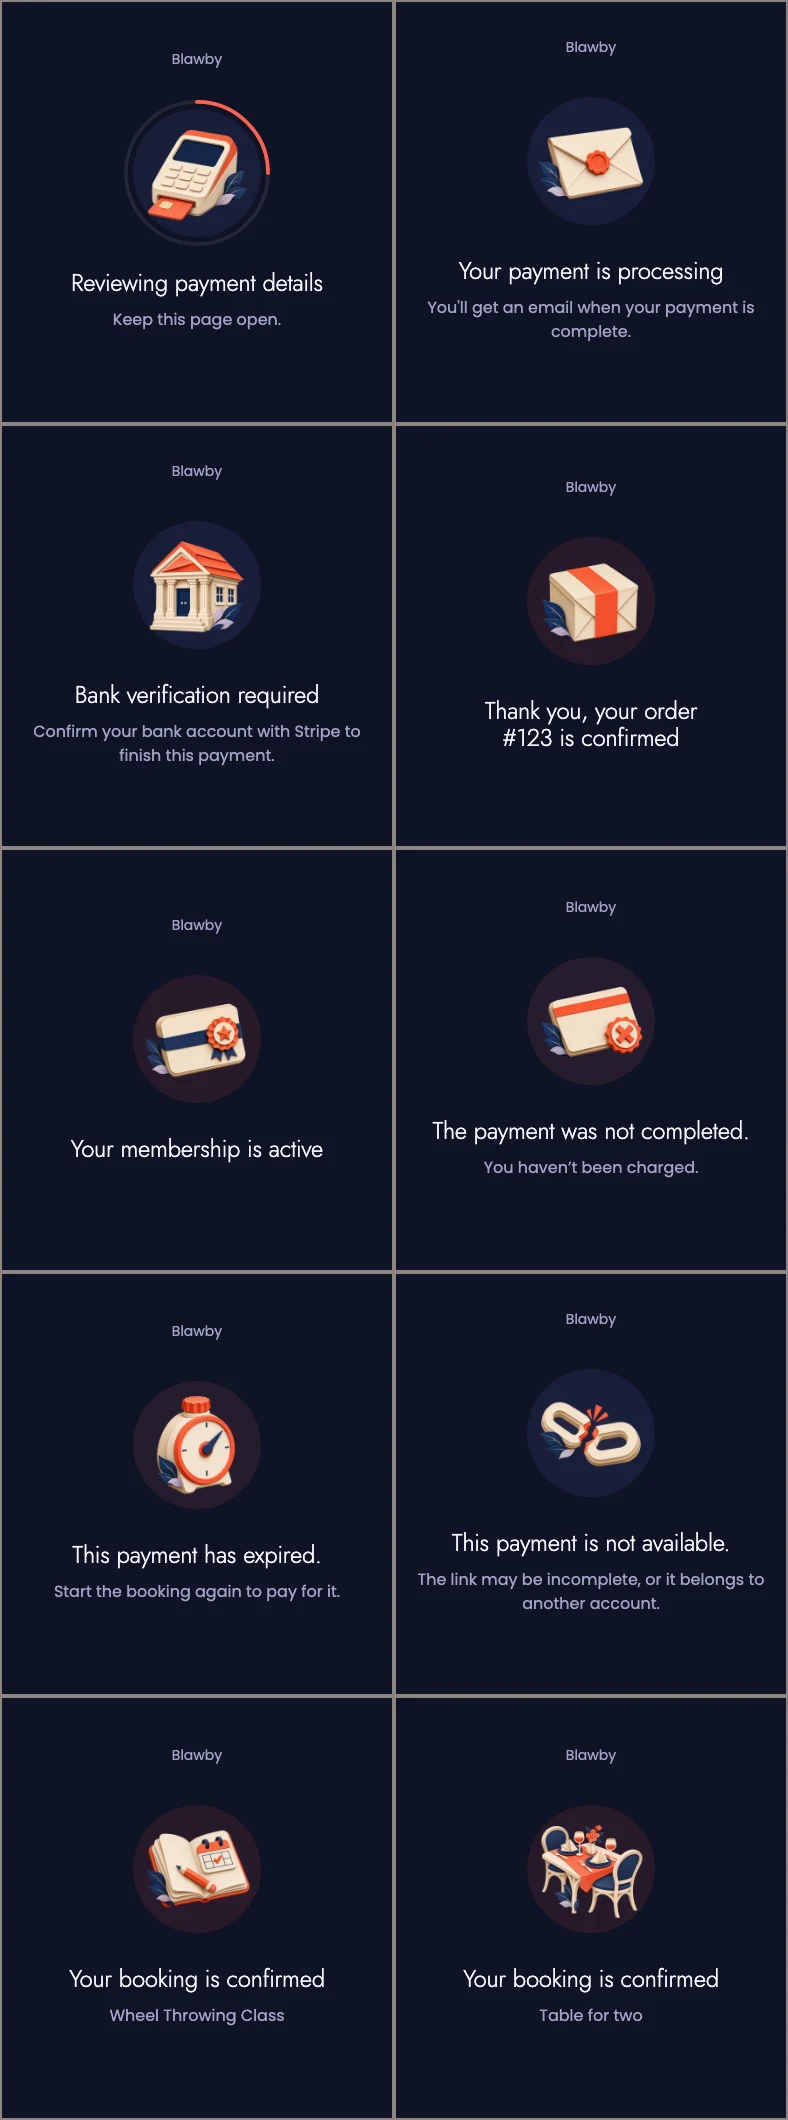 Blawby
Reviewing payment details
Keep this page open.
Blawby
Your payment is processing
You'll get an email when your payment is
complete.
Blawby
Bank verification required
Confirm your bank account with Stripe to
finish this payment.
Blawby
Thank you, your order
#123 is confirmed
Blawby
Your membership is active
Blawby
The payment was not completed.
You haven’t been charged.
Blawby
This payment has expired.
Start the booking again to pay for it.
Blawby
This payment is not available.
The link may be incomplete, or it belongs to
another account.
Blawby
Your booking is confirmed
Wheel Throwing Class
Blawby
Your booking is confirmed
Table for two